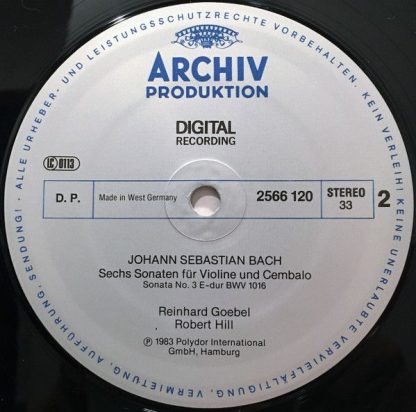 ALLE URHEBER- UND LEISTUNGSSCHUTZRECHTE VORBEHALTEN. KEIN VERLEIH! KEINE UNERLAUBTE VERVIELFÄLTIGUNG, VERMIETUNG, AUFFÜHRUNG, SENDUNG!
ARCHIV
PRODUKTION
DIGITAL
RECORDING
LC 0113
D. P. Made in West Germany 2566 120 STEREO 33 2
JOHANN SEBASTIAN BACH
Sechs Sonaten für Violine und Cembalo
Sonata No. 3 E-dur BWV 1016
Reinhard Goebel
Robert Hill
Ⓟ 1983 Polydor International
GmbH, Hamburg